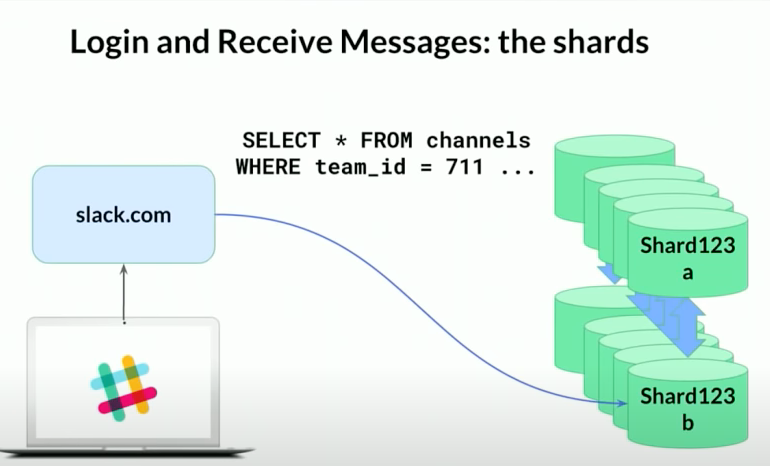 Login and Receive Messages: the shards
SELECT * FROM channels
WHERE team_id = 711 ...
slack.com
Shard123
a
Shard123
b